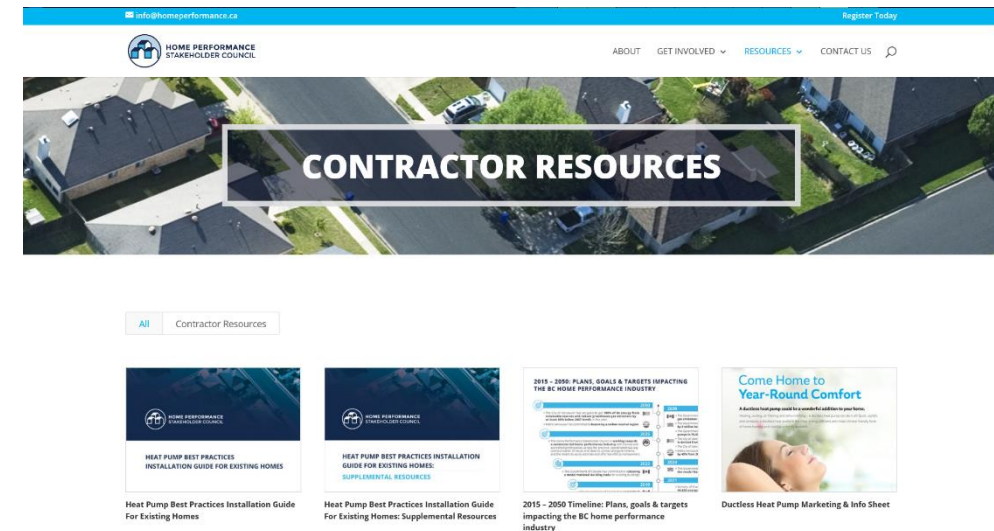 info@homeperformance.ca
Register Today
HOME PERFORMANCE
STAKEHOLDER COUNCIL
ABOUT GET INVOLVED RESOURCES CONTACT US
CONTRACTOR RESOURCES
All Contractor Resources
HOME PERFORMANCE
STAKEHOLDER COUNCIL
HEAT PUMP BEST PRACTICES
INSTALLATION GUIDE FOR EXISTING HOMES
Heat Pump Best Practices Installation Guide
For Existing Homes
HOME PERFORMANCE
STAKEHOLDER COUNCIL
HEAT PUMP BEST PRACTICES INSTALLATION
GUIDE FOR EXISTING HOMES:
SUPPLEMENTAL RESOURCES
Heat Pump Best Practices Installation Guide
For Existing Homes: Supplemental Resources
2015 – 2050: PLANS, GOALS & TARGETS IMPACTING
THE BC HOME PERFORMANCE INDUSTRY
2015 – 2050 Timeline: Plans, goals & targets
impacting the BC home performance
industry
Come Home to
Year-Round Comfort
A ductless heat pump could be a wonderful addition to your home.
Ductless Heat Pump Marketing & Info Sheet